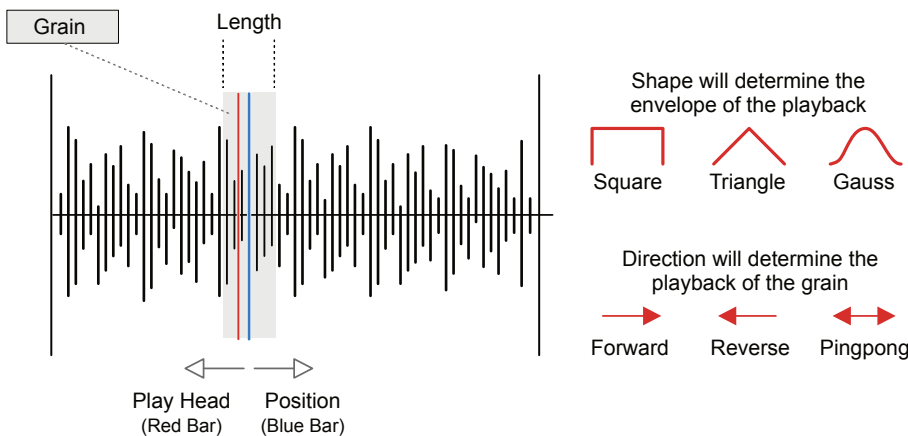 Grain
Length
Shape will determine the
envelope of the playback
Square
Triangle
Gauss
Direction will determine the
playback of the grain
Forward
Reverse
Pingpong
Play Head
(Red Bar)
Position
(Blue Bar)